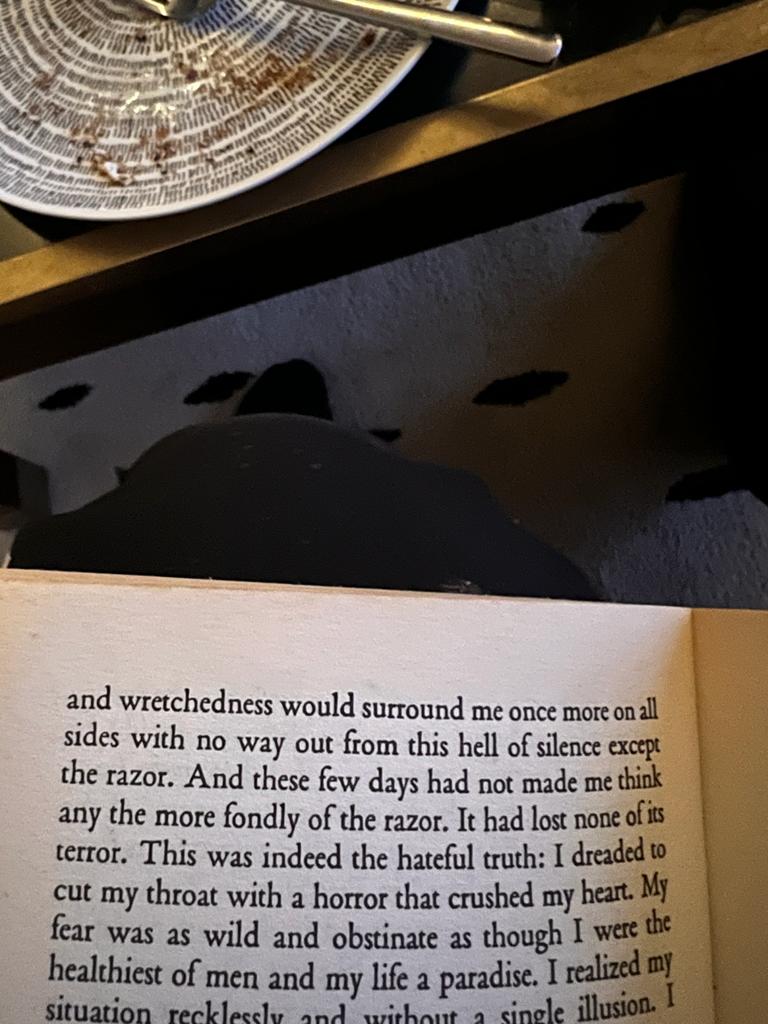 and wretchedness would surround me once more on all
sides with no way out from this hell of silence except
the razor. And these few days had not made me think
any the more fondly of the razor. It had lost none of its
terror. This was indeed the hateful truth: I dreaded to
cut my throat with a horror that crushed my heart. My
fear was as wild and obstinate as though I were the
healthiest of men and my life a paradise. I realized my
situation recklessly and without a single illusion. I